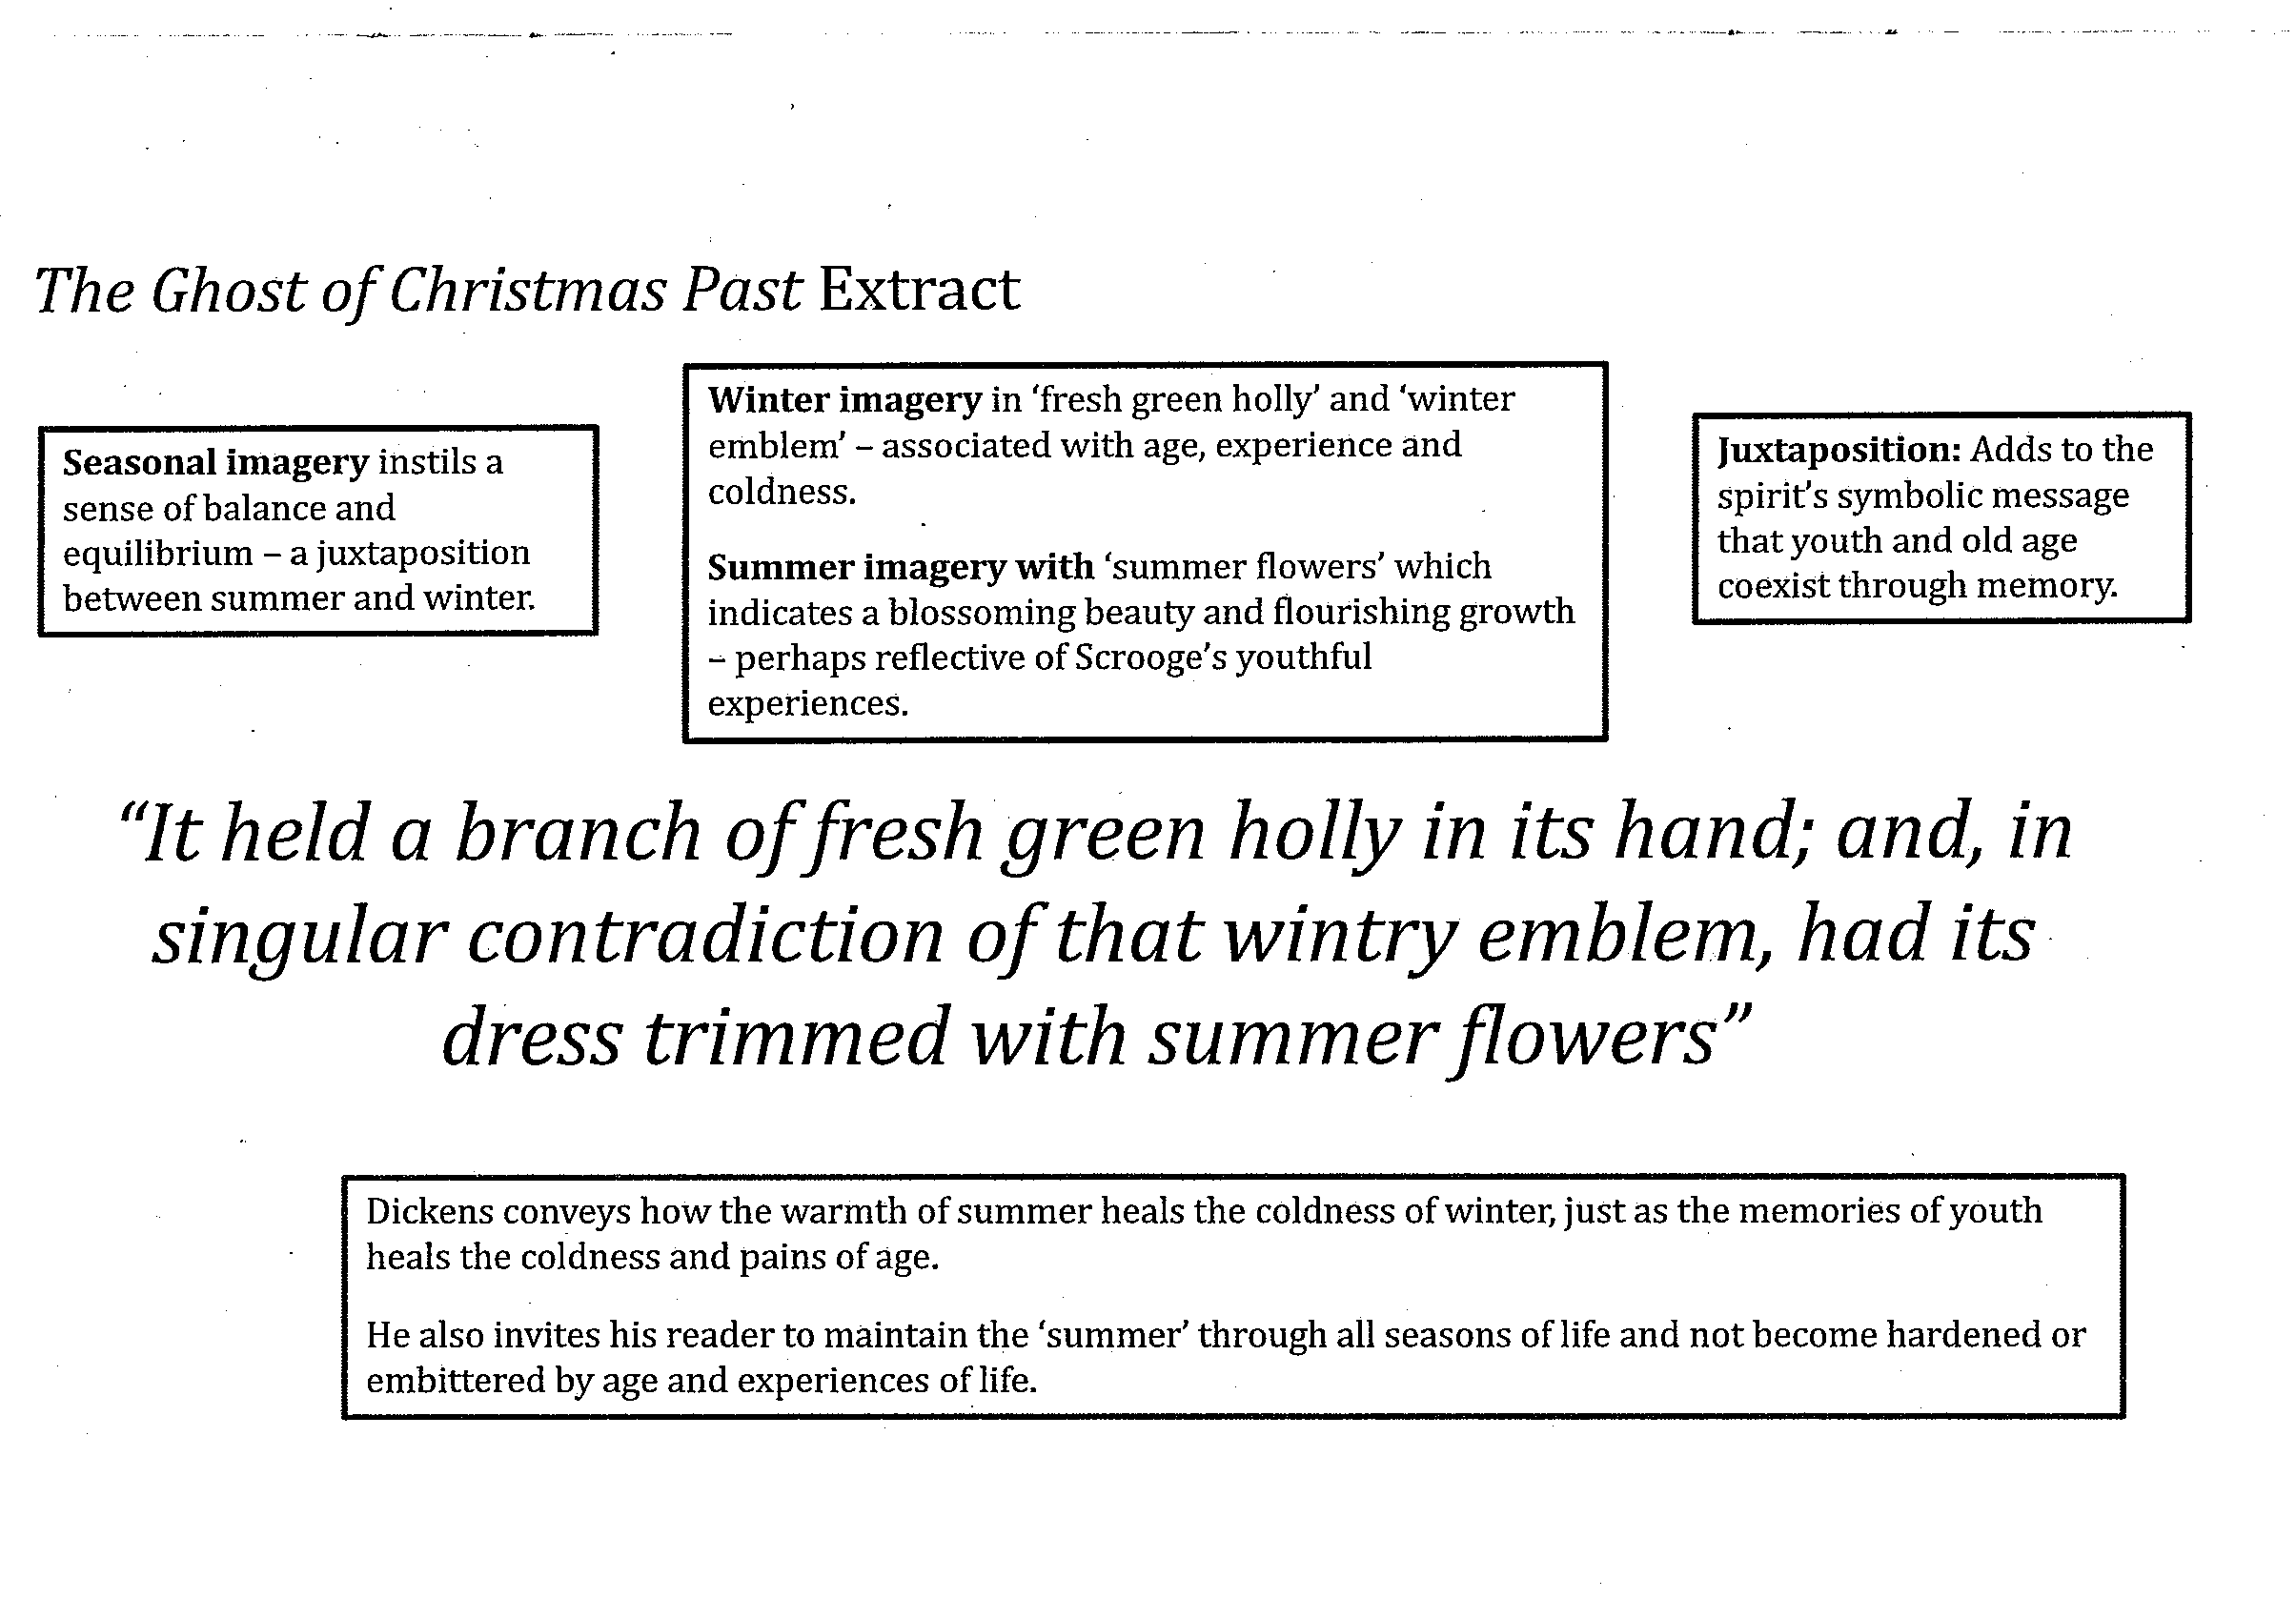 The Ghost of Christmas Past Extract
Seasonal imagery instils a
sense of balance and
equilibrium – a juxtaposition
between summer and winter.
Winter imagery in ‘fresh green holly’ and ‘winter
emblem’ – associated with age, experience and
coldness.
Summer imagery with ‘summer flowers’ which
indicates a blossoming beauty and flourishing growth
– perhaps reflective of Scrooge’s youthful
experiences.
Juxtaposition: Adds to the
spirit’s symbolic message
that youth and old age
coexist through memory.
“It held a branch of fresh green holly in its hand; and, in
singular contradiction of that wintry emblem, had its
dress trimmed with summer flowers”
Dickens conveys how the warmth of summer heals the coldness of winter, just as the memories of youth
heals the coldness and pains of age.
He also invites his reader to maintain the ‘summer’ through all seasons of life and not become hardened or
embittered by age and experiences of life.